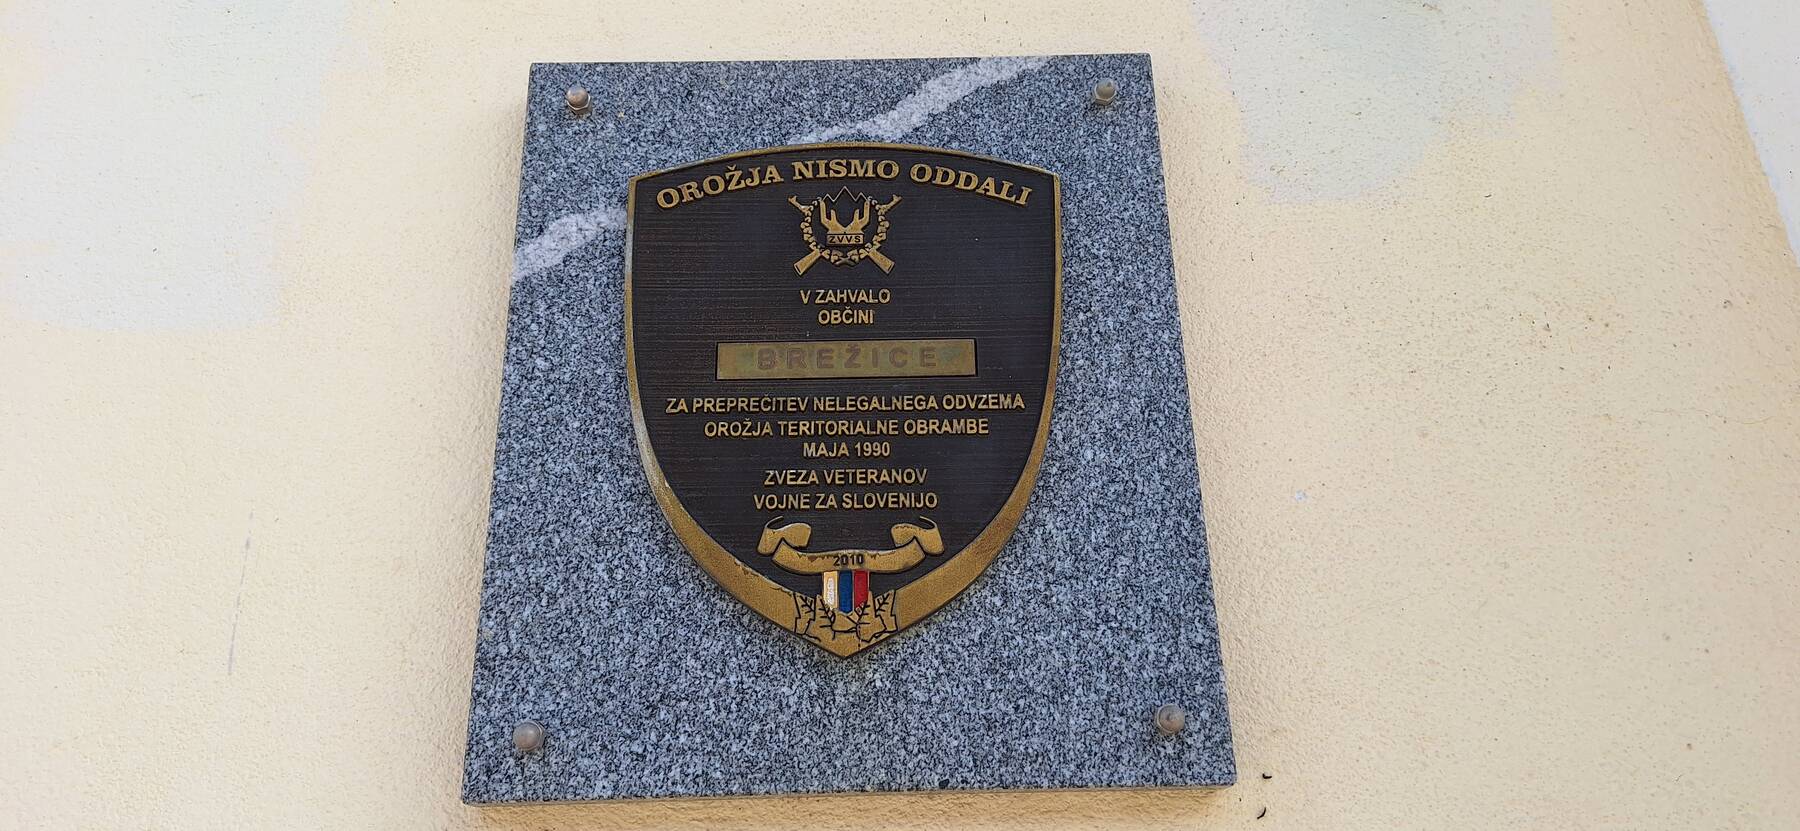 OROŽJA NISMO ODDALI
ZVVS
V ZAHVALO
OBČINI
BREŽICE
ZA PREPREČITEV NELEGALNEGA ODVZEMA
OROŽJA TERITORIALNE OBRAMBE
MAJA 1990
ZVEZA VETERANOV
VOJNE ZA SLOVENIJO
2010